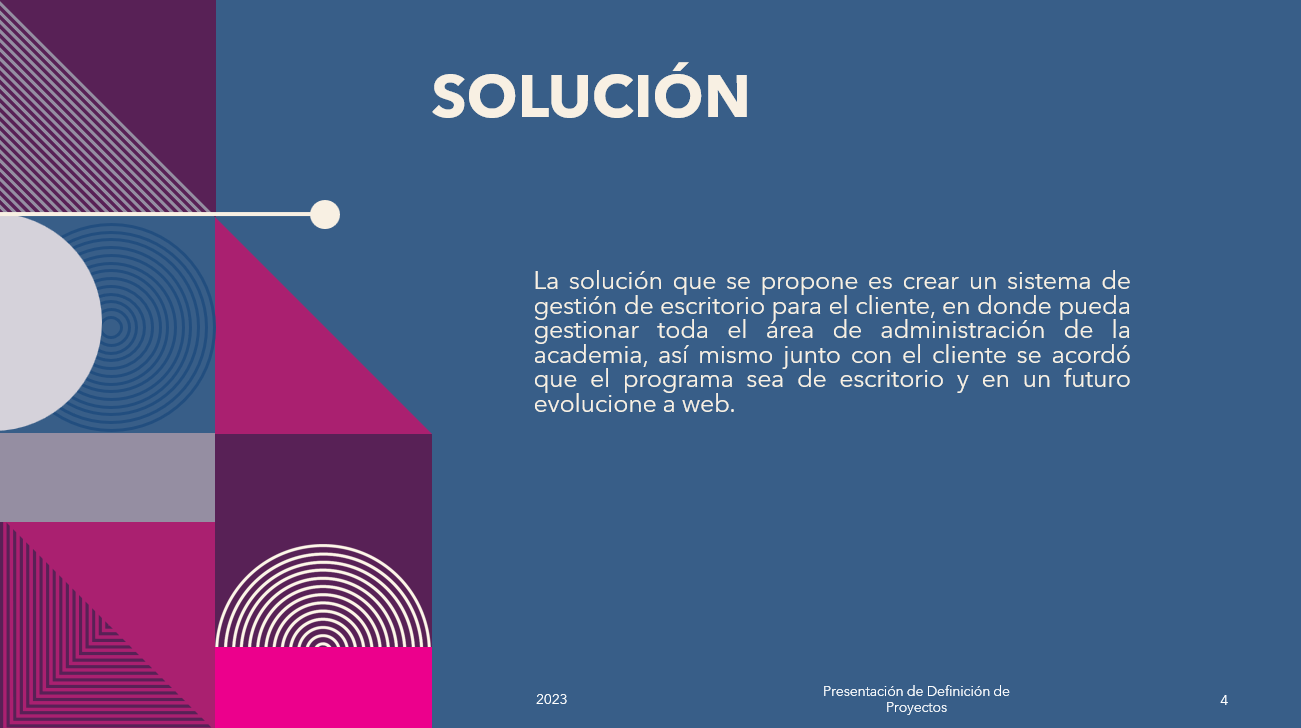 SOLUCIÓN
La solución que se propone es crear un sistema de
gestión de escritorio para el cliente, en donde pueda
gestionar toda el área de administración de la
academia, así mismo junto con el cliente se acordó
que el programa sea de escritorio y en un futuro
evolucione a web.
2023
Presentación de Definición de
Proyectos
4